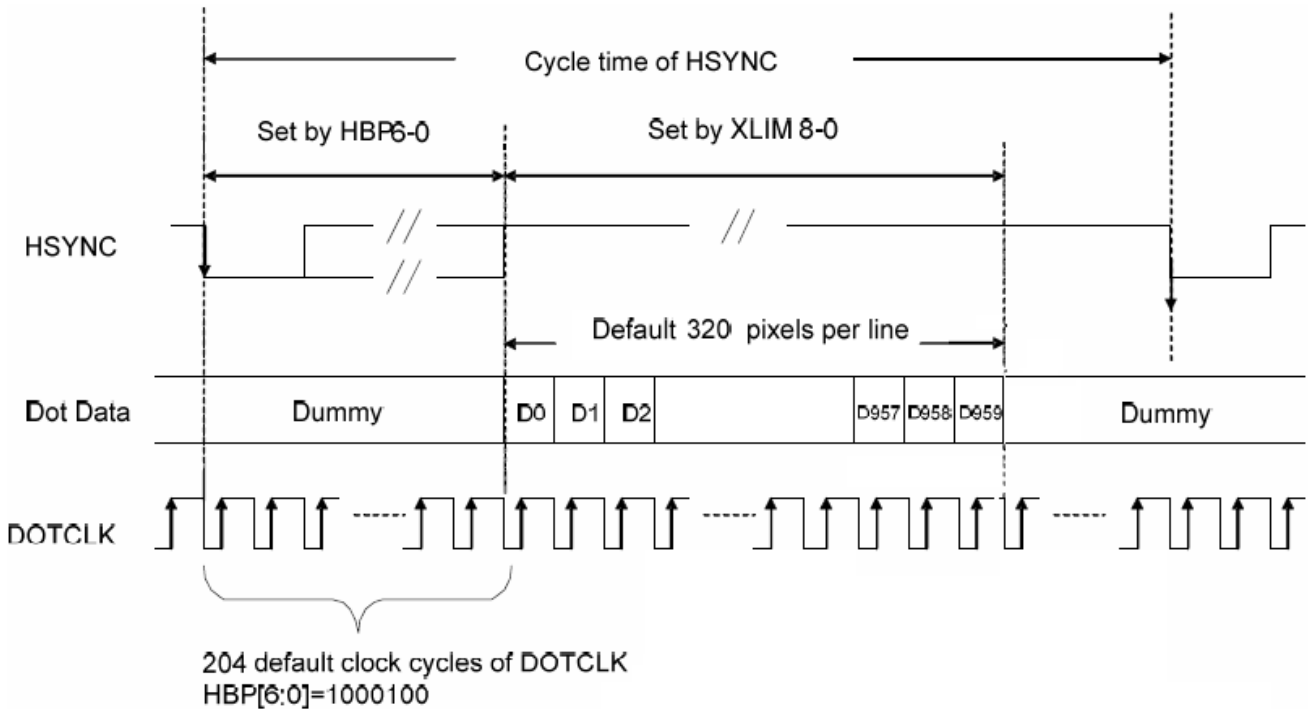 Cycle time of HSYNC
Set by HBP6-0
Set by XLIM 8-0
HSYNC
Default 320 pixels per line
Dot Data
Dummy
D0
D1
D2
D957
D958
D959
Dummy
DOTCLK
204 default clock cycles of DOTCLK
HBP[6:0]=1000100